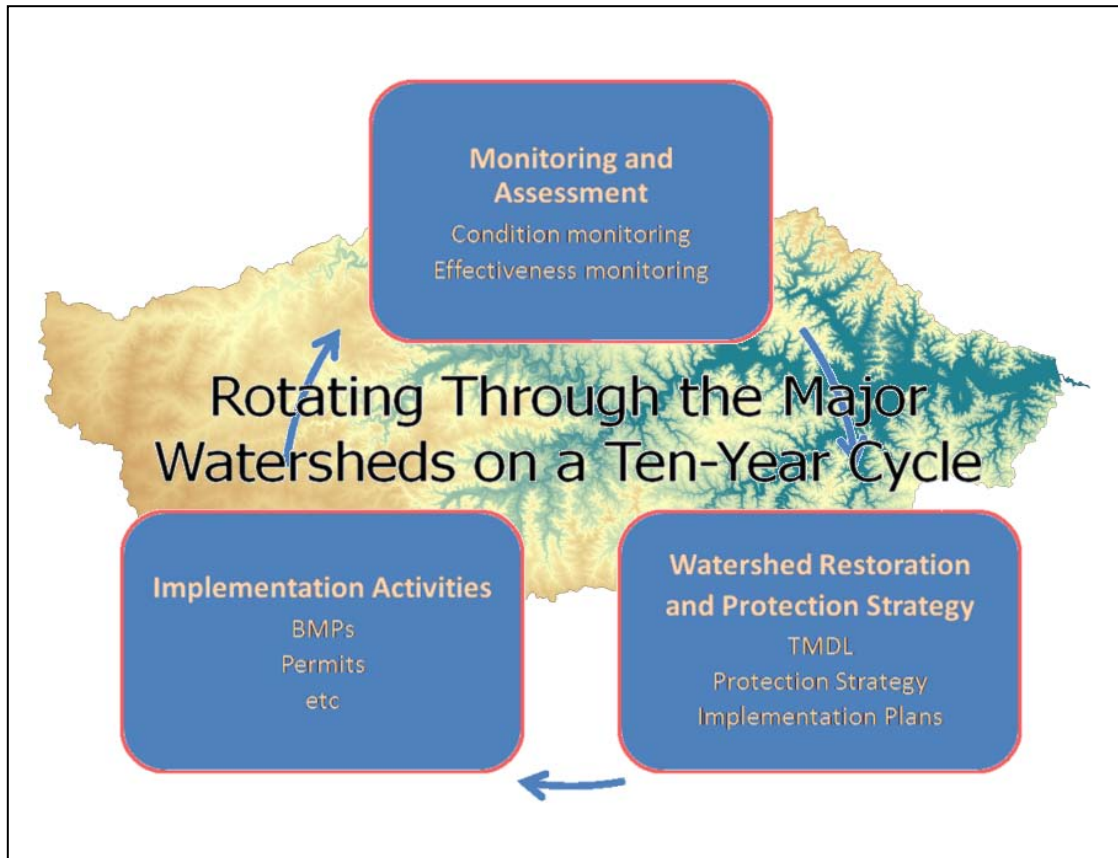 Monitoring and
Assessment
Condition monitoring
Effectiveness monitoring
Rotating Through the Major
Watersheds on a Ten-Year Cycle
Implementation Activities
BMPs
Permits
etc
Watershed Restoration
and Protection Strategy
TMDL
Protection Strategy
Implementation Plans